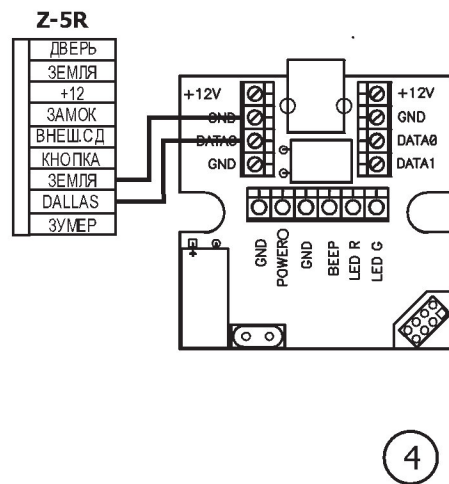 Z-5R
ДВЕРЬ
ЗЕМЛЯ
+12
ЗАМОК
ВНЕШ.СД
КНОПКА
ЗЕМЛЯ
DALLAS
ЗУМЕР
+12V
GND
DATA0
GND
+12V
GND
DATA0
DATA1
GND
POWERO
GND
BEEP
LED R
LED G
+
4